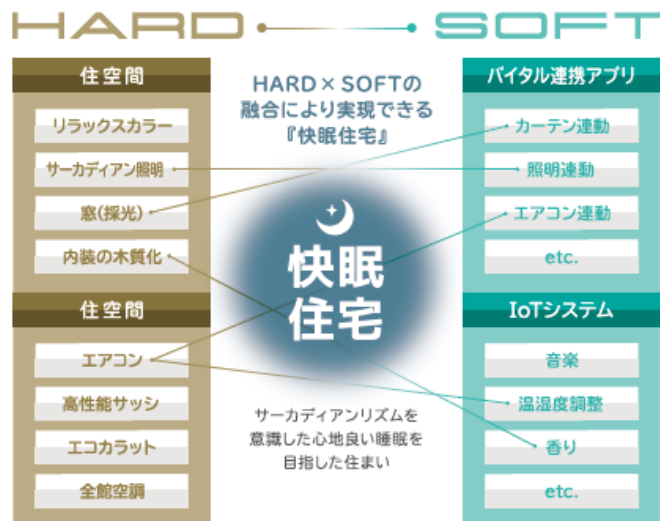 HARD
SOFT
住空間
リラックスカラー
サーカディアン照明
窓(採光)
内装の木質化
住空間
エアコン
高性能サッシ
エコカラット
全館空調
HARD×SOFTの
融合により実現できる
『快眠住宅』
快眠
住宅
サーカディアンリズムを
意識した心地良い睡眠を
目指した住まい
バイタル連携アプリ
カーテン連動
照明連動
エアコン連動
etc.
IoTシステム
音楽
温湿度調整
香り
etc.